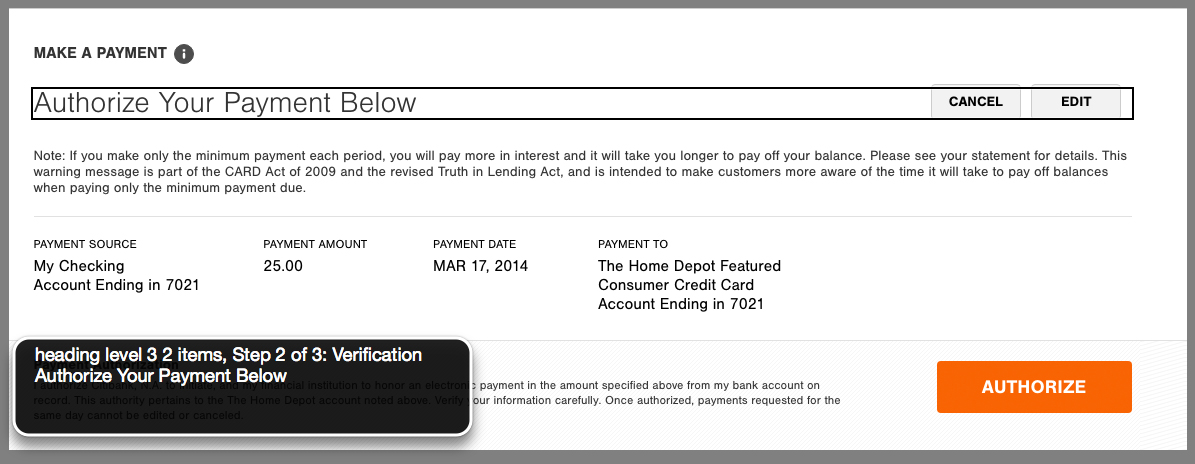 MAKE A PAYMENT i
Authorize Your Payment Below
CANCEL
EDIT
Note: If you make only the minimum payment each period, you will pay more in interest and it will take you longer to pay off your balance. Please see your statement for details. This
warning message is part of the CARD Act of 2009 and the revised Truth in Lending Act, and is intended to make customers more aware of the time it will take to pay off balances
when paying only the minimum payment due.
PAYMENT SOURCE
My Checking
Account Ending in 7021
PAYMENT AMOUNT
25.00
PAYMENT DATE
MAR 17, 2014
PAYMENT TO
The Home Depot Featured
Consumer Credit Card
Account Ending in 7021
heading level 3 2 items, Step 2 of 3: Verification
Authorize Your Payment Below
and my financial institution to honor an electronic payment in the amount specified above from my bank account on
record. This authority pertains to the The Home Depot account noted above. Verify your information carefully. Once authorized, payments requested for the
same day cannot be edited or canceled.
AUTHORIZE